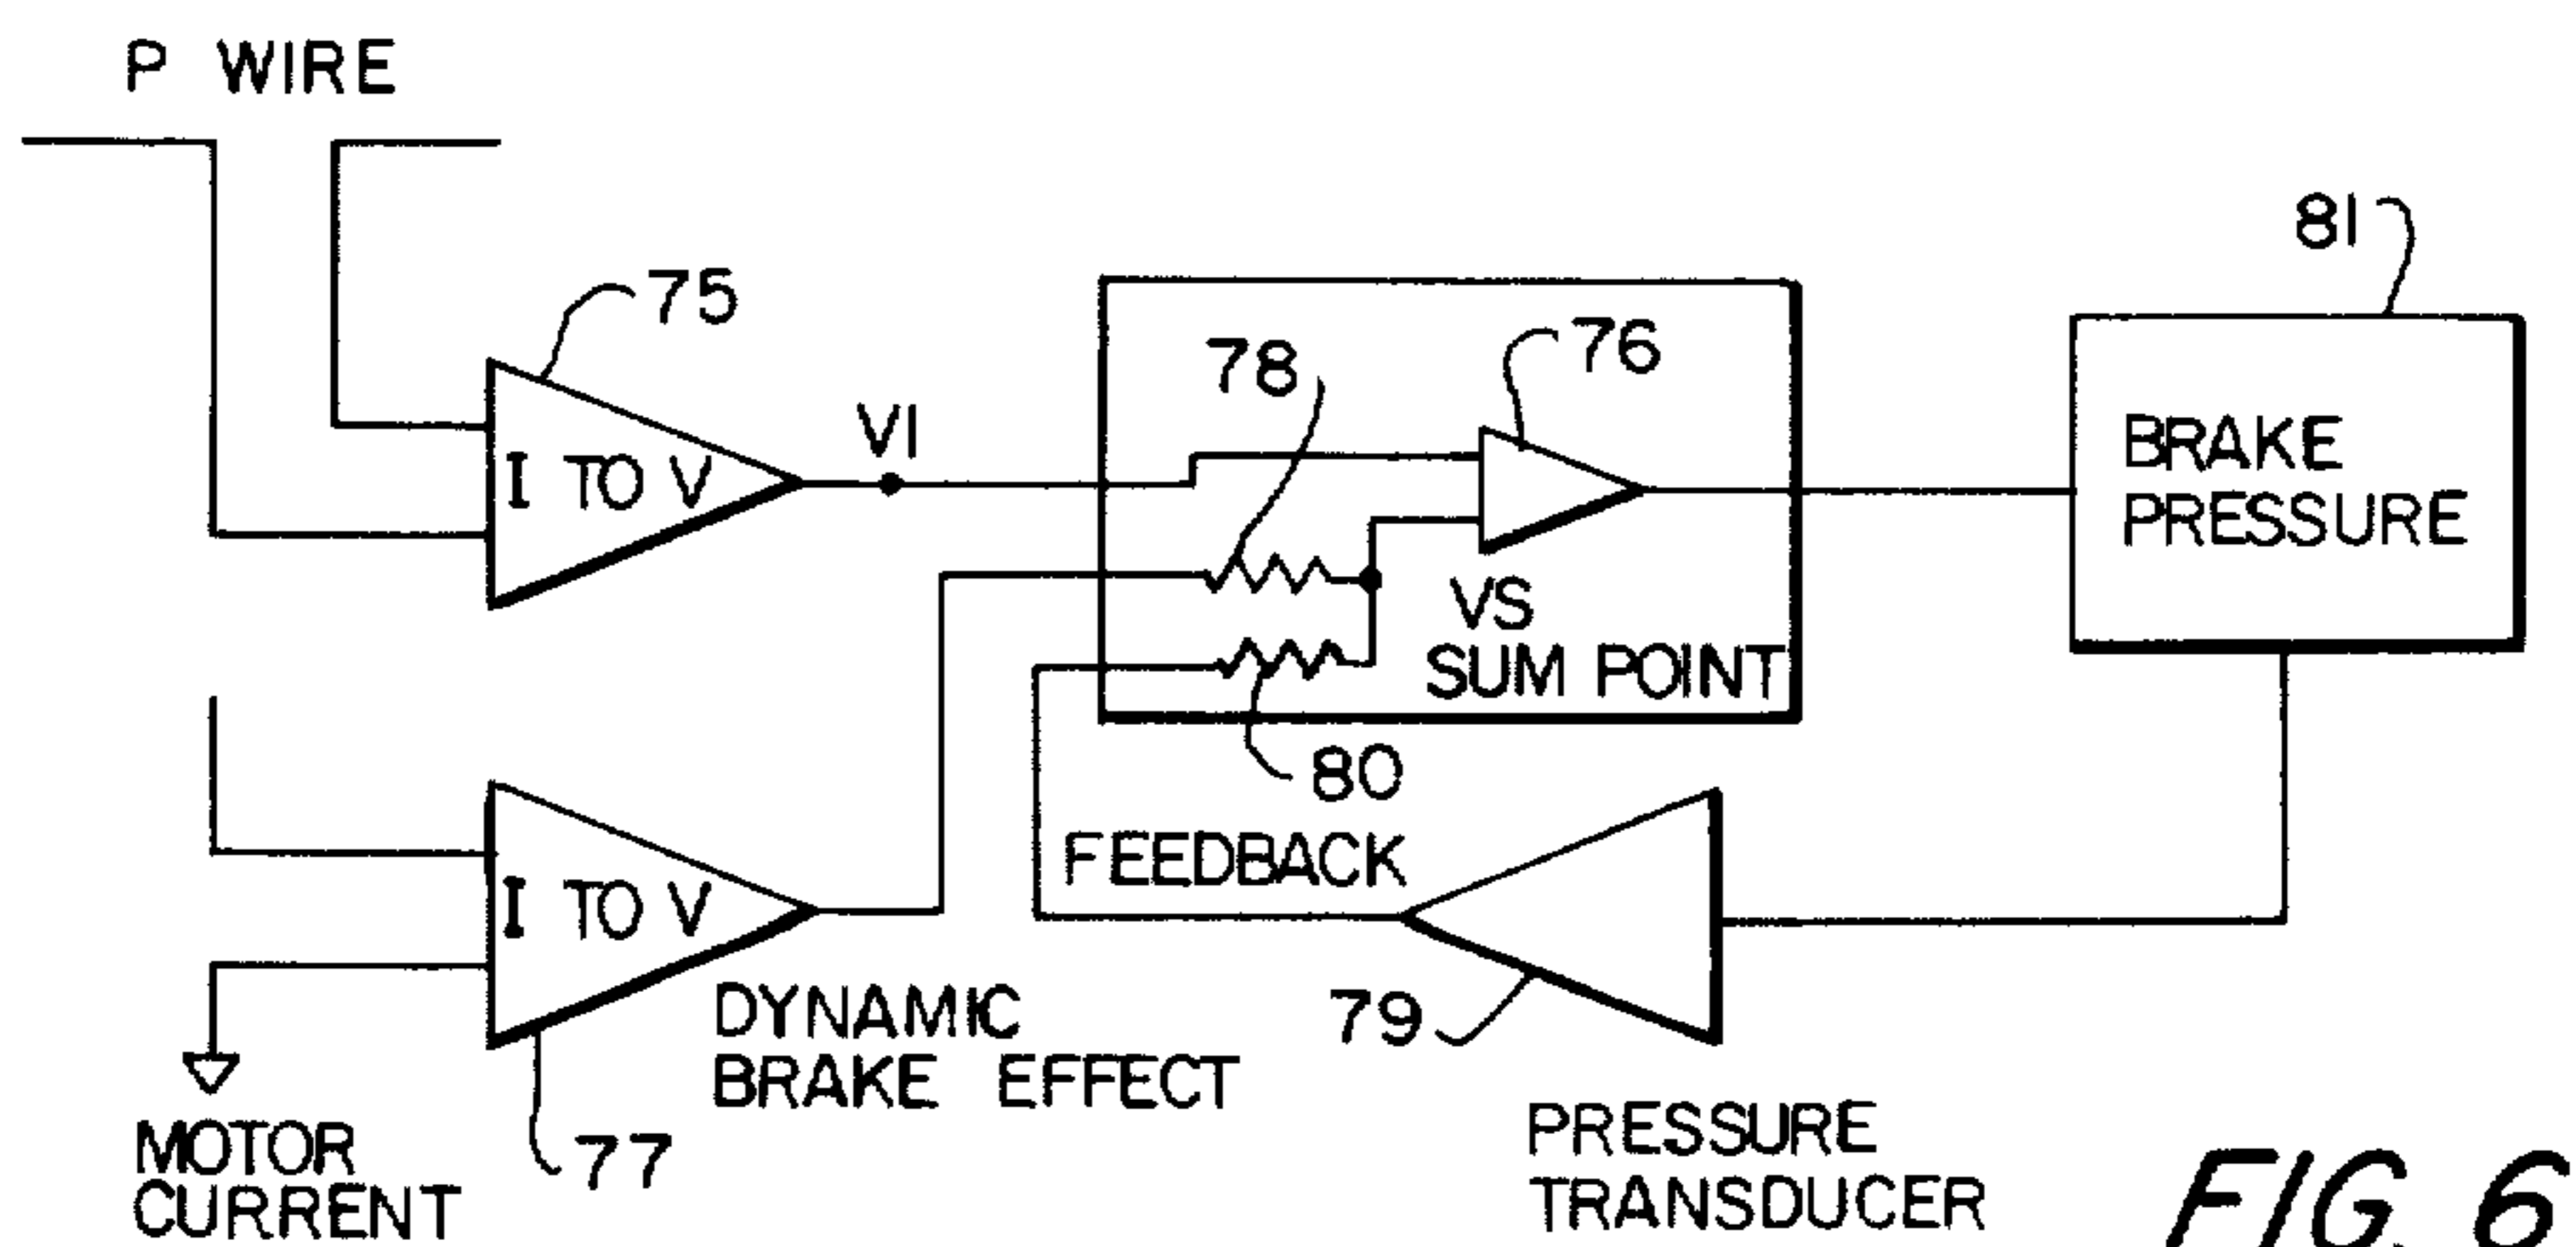 P WIRE
81
75
76
78
V1
I TO V
BRAKE
PRESSURE
VS
SUM POINT
80
FEEDBACK
I TO V
79
DYNAMIC
BRAKE EFFECT
MOTOR
CURRENT
77
PRESSURE
TRANSDUCER
FIG. 6